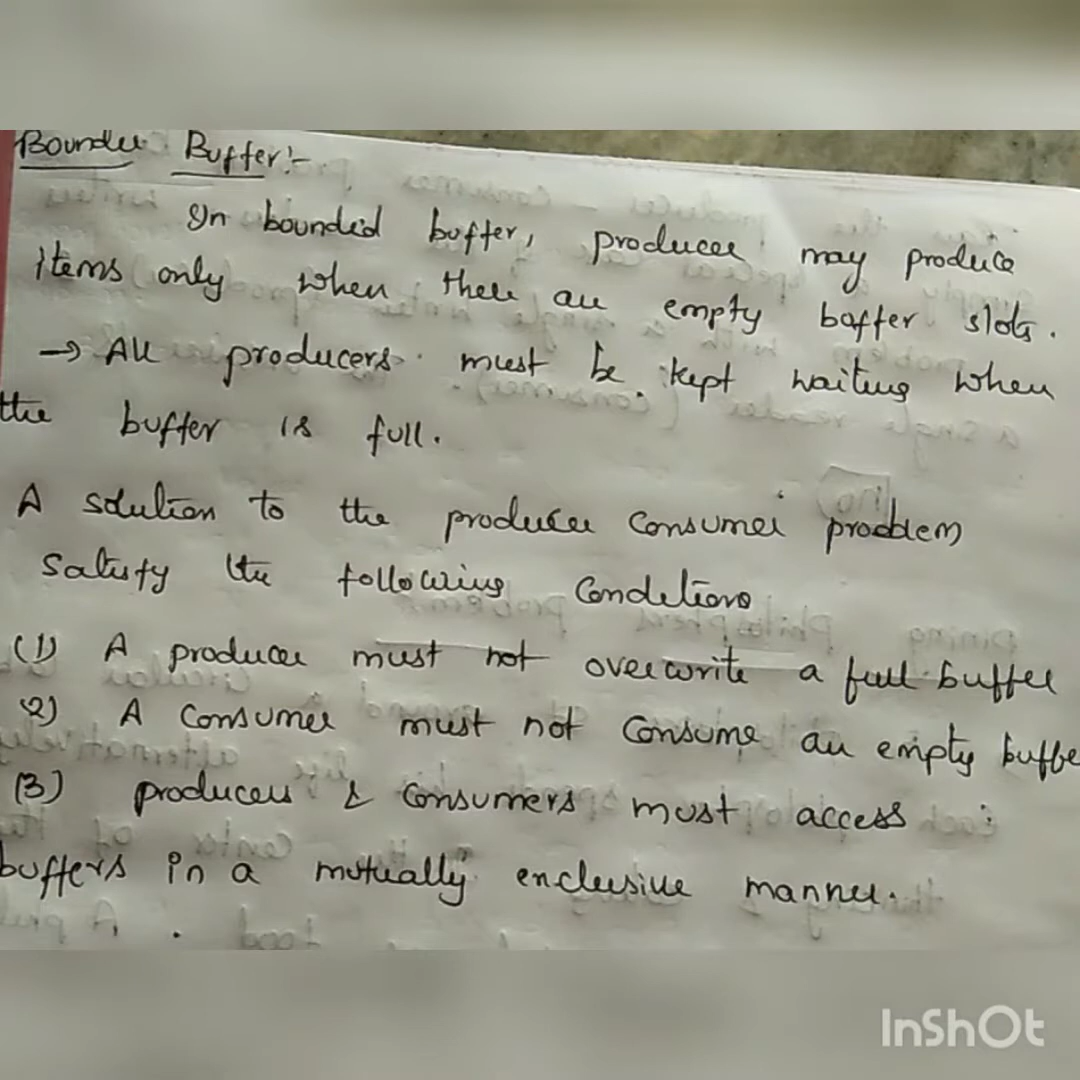 Bounded Buffer:-
In bounded buffer, producer may produce
items only when there are empty buffer slots.
→ All producers must be kept waiting when
the buffer is full.
A solution to the producer consumer problem
satisfy the following conditions
(1) A producer must not overwrite a full buffer
(2) A consumer must not consume an empty buffe
(3) producers & consumers must access
buffers in a mutually exclusive manner.
InShOt